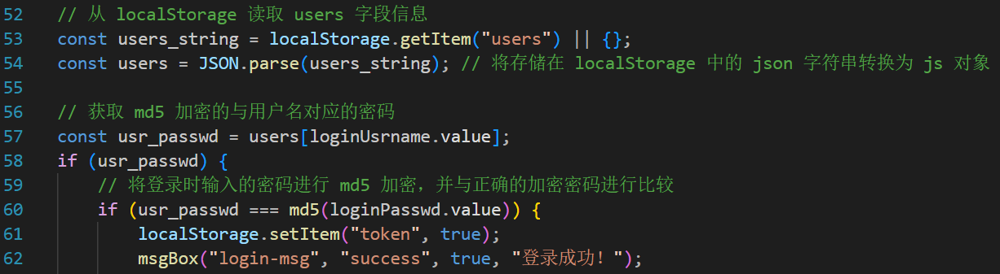 52 // 从 localStorage 读取 users 字段信息
53 const users_string = localStorage.getItem("users") || {};
54 const users = JSON.parse(users_string); // 将存储在 localStorage 中的 json 字符串转换为 js 对象
55
56 // 获取 md5 加密的与用户名对应的密码
57 const usr_passwd = users[loginUsrname.value];
58 if (usr_passwd) {
59 // 将登录时输入的密码进行 md5 加密，并与正确的加密密码进行比较
60 if (usr_passwd === md5(loginPasswd.value)) {
61 localStorage.setItem("token", true);
62 msgBox("login-msg", "success", true, "登录成功！");